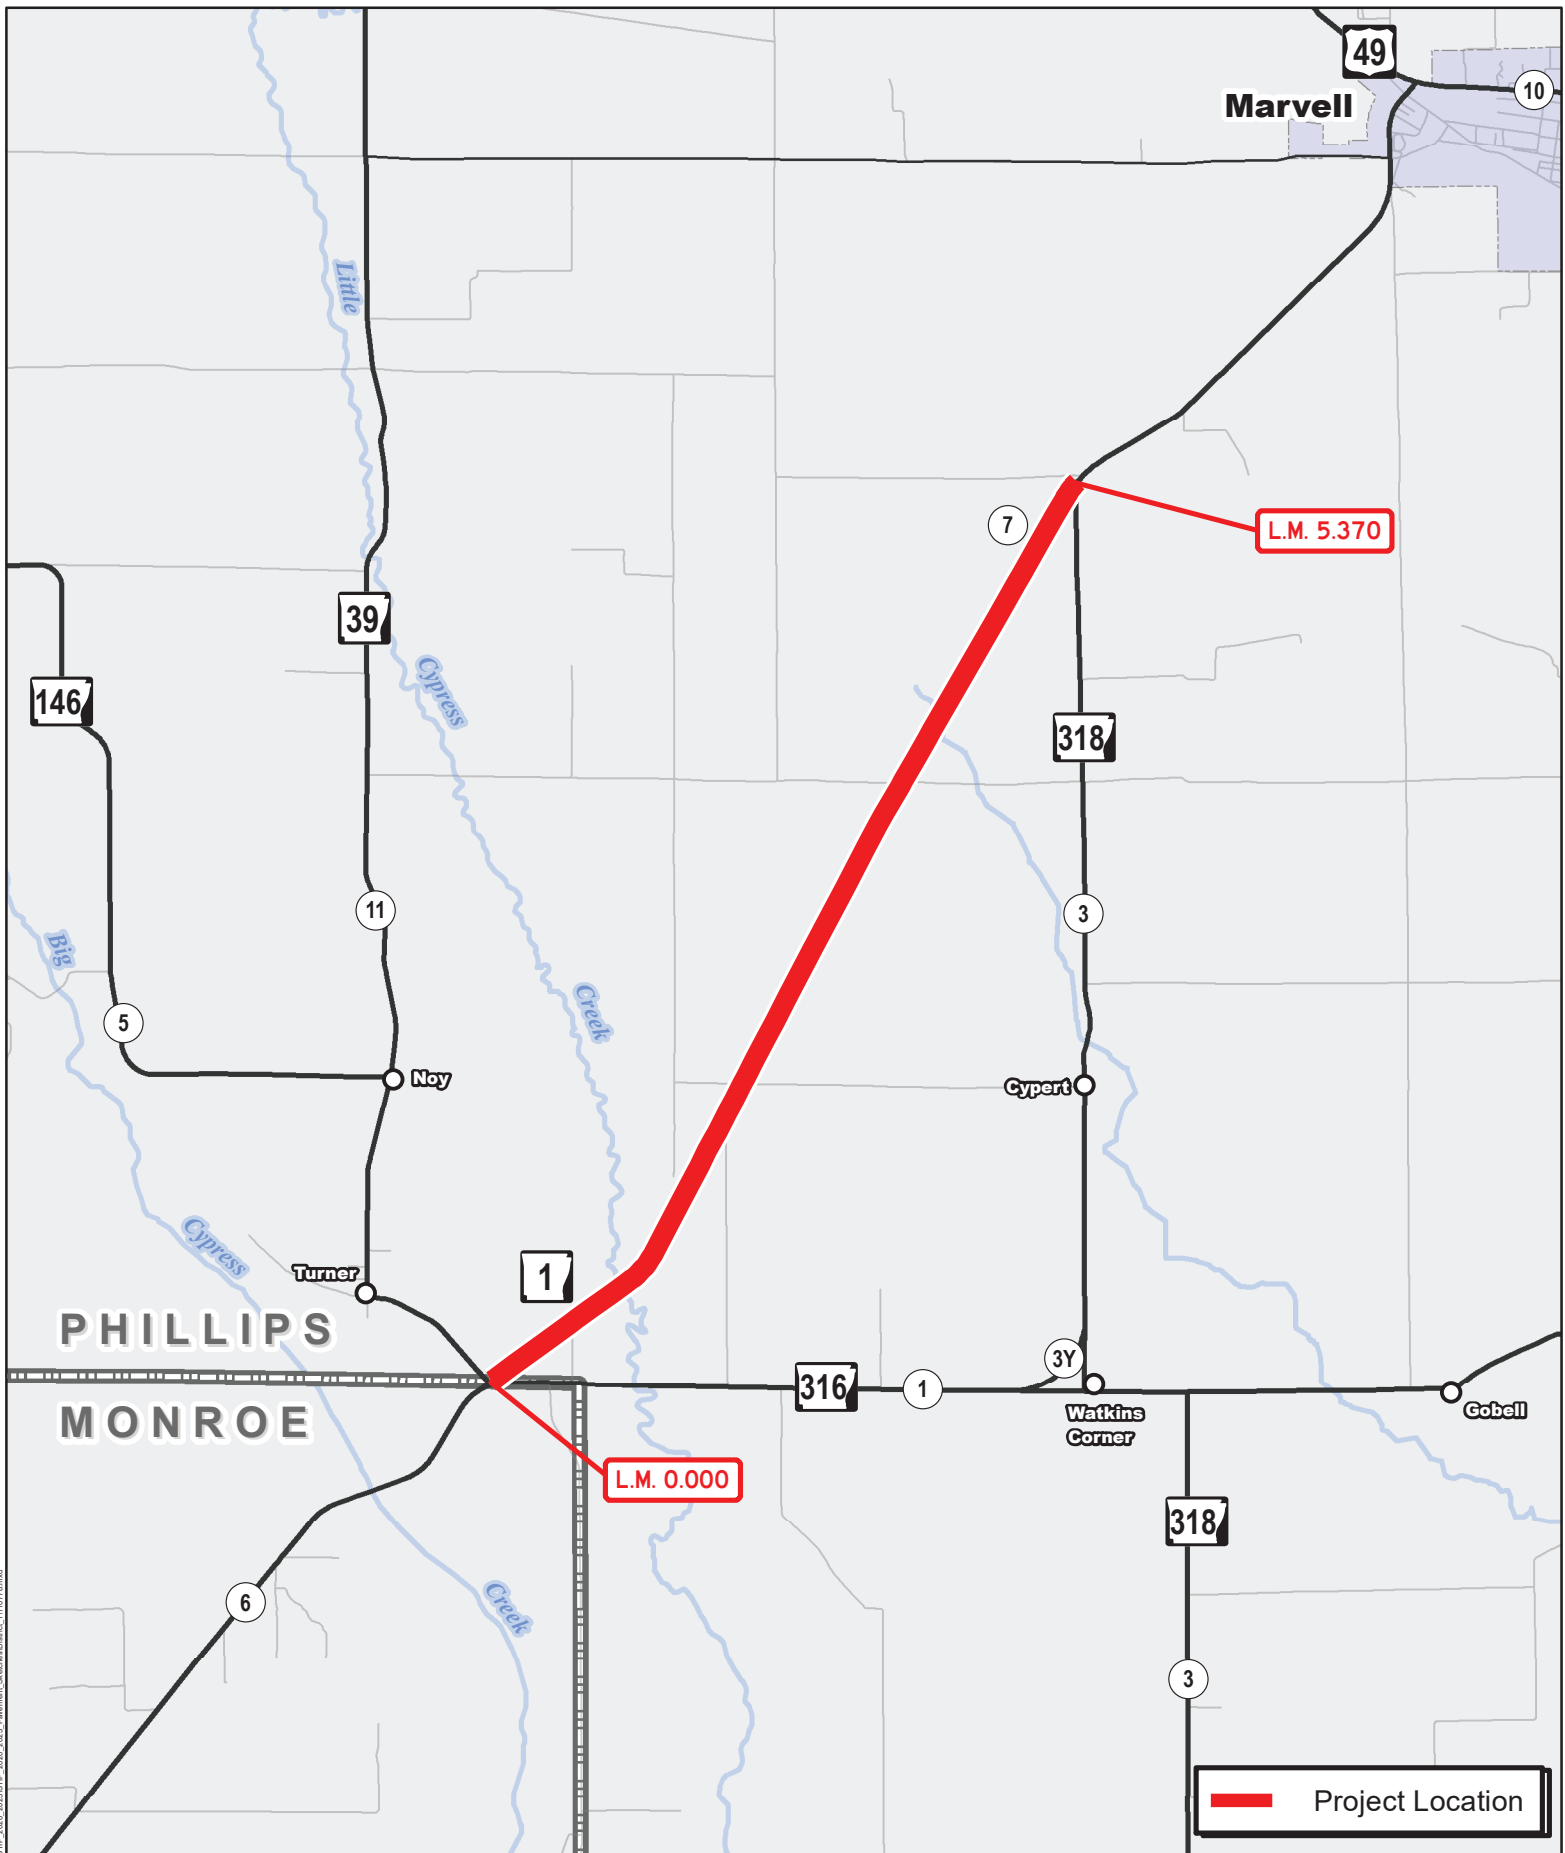 49
10
Marvell
Little
7
L.M. 5.370
39
Cypress
146
318
11
3
Big
Creek
5
Noy
Cypert
Cypress
Turner
1
PHILLIPS
3Y
316
1
MONROE
Watkins
Corner
Gobell
L.M. 0.000
318
6
Creek
3
Project Location